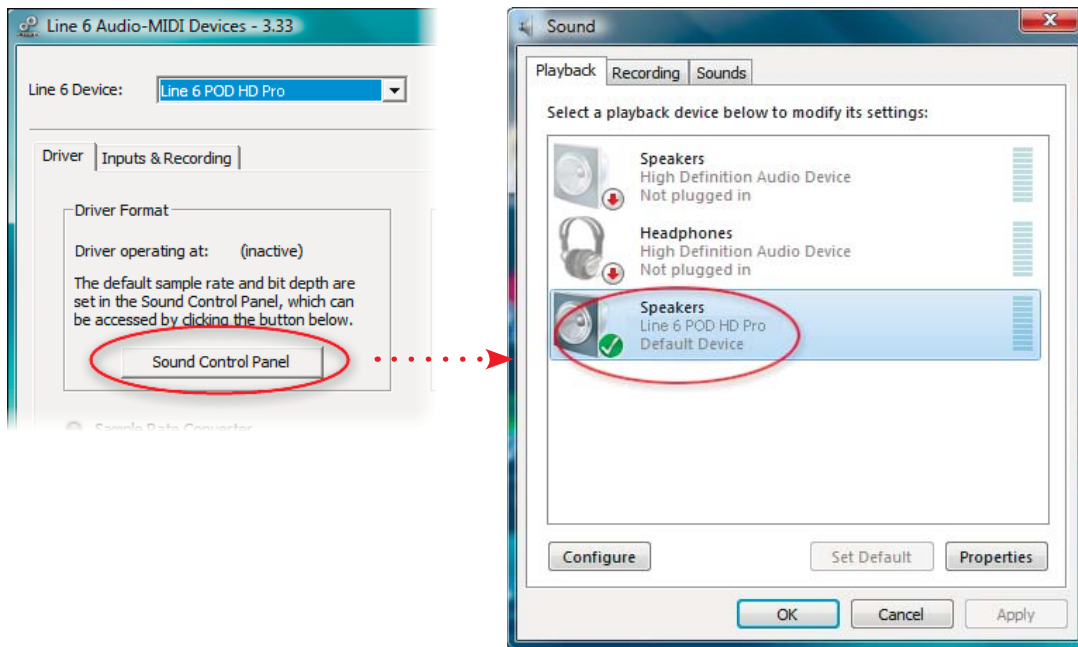 Line 6 Audio-MIDI Devices - 3.33
Line 6 Device:
Line 6 POD HD Pro
Driver
Inputs & Recording
Driver Format
Driver operating at: (inactive)
The default sample rate and bit depth are
set in the Sound Control Panel, which can
be accessed by clicking the button below.
Sound Control Panel
Sample Rate Converter
Sound
Playback
Recording
Sounds
Select a playback device below to modify its settings:
Speakers
High Definition Audio Device
Not plugged in
Headphones
High Definition Audio Device
Not plugged in
Speakers
Line 6 POD HD Pro
Default Device
Configure
Set Default
Properties
OK
Cancel
Apply